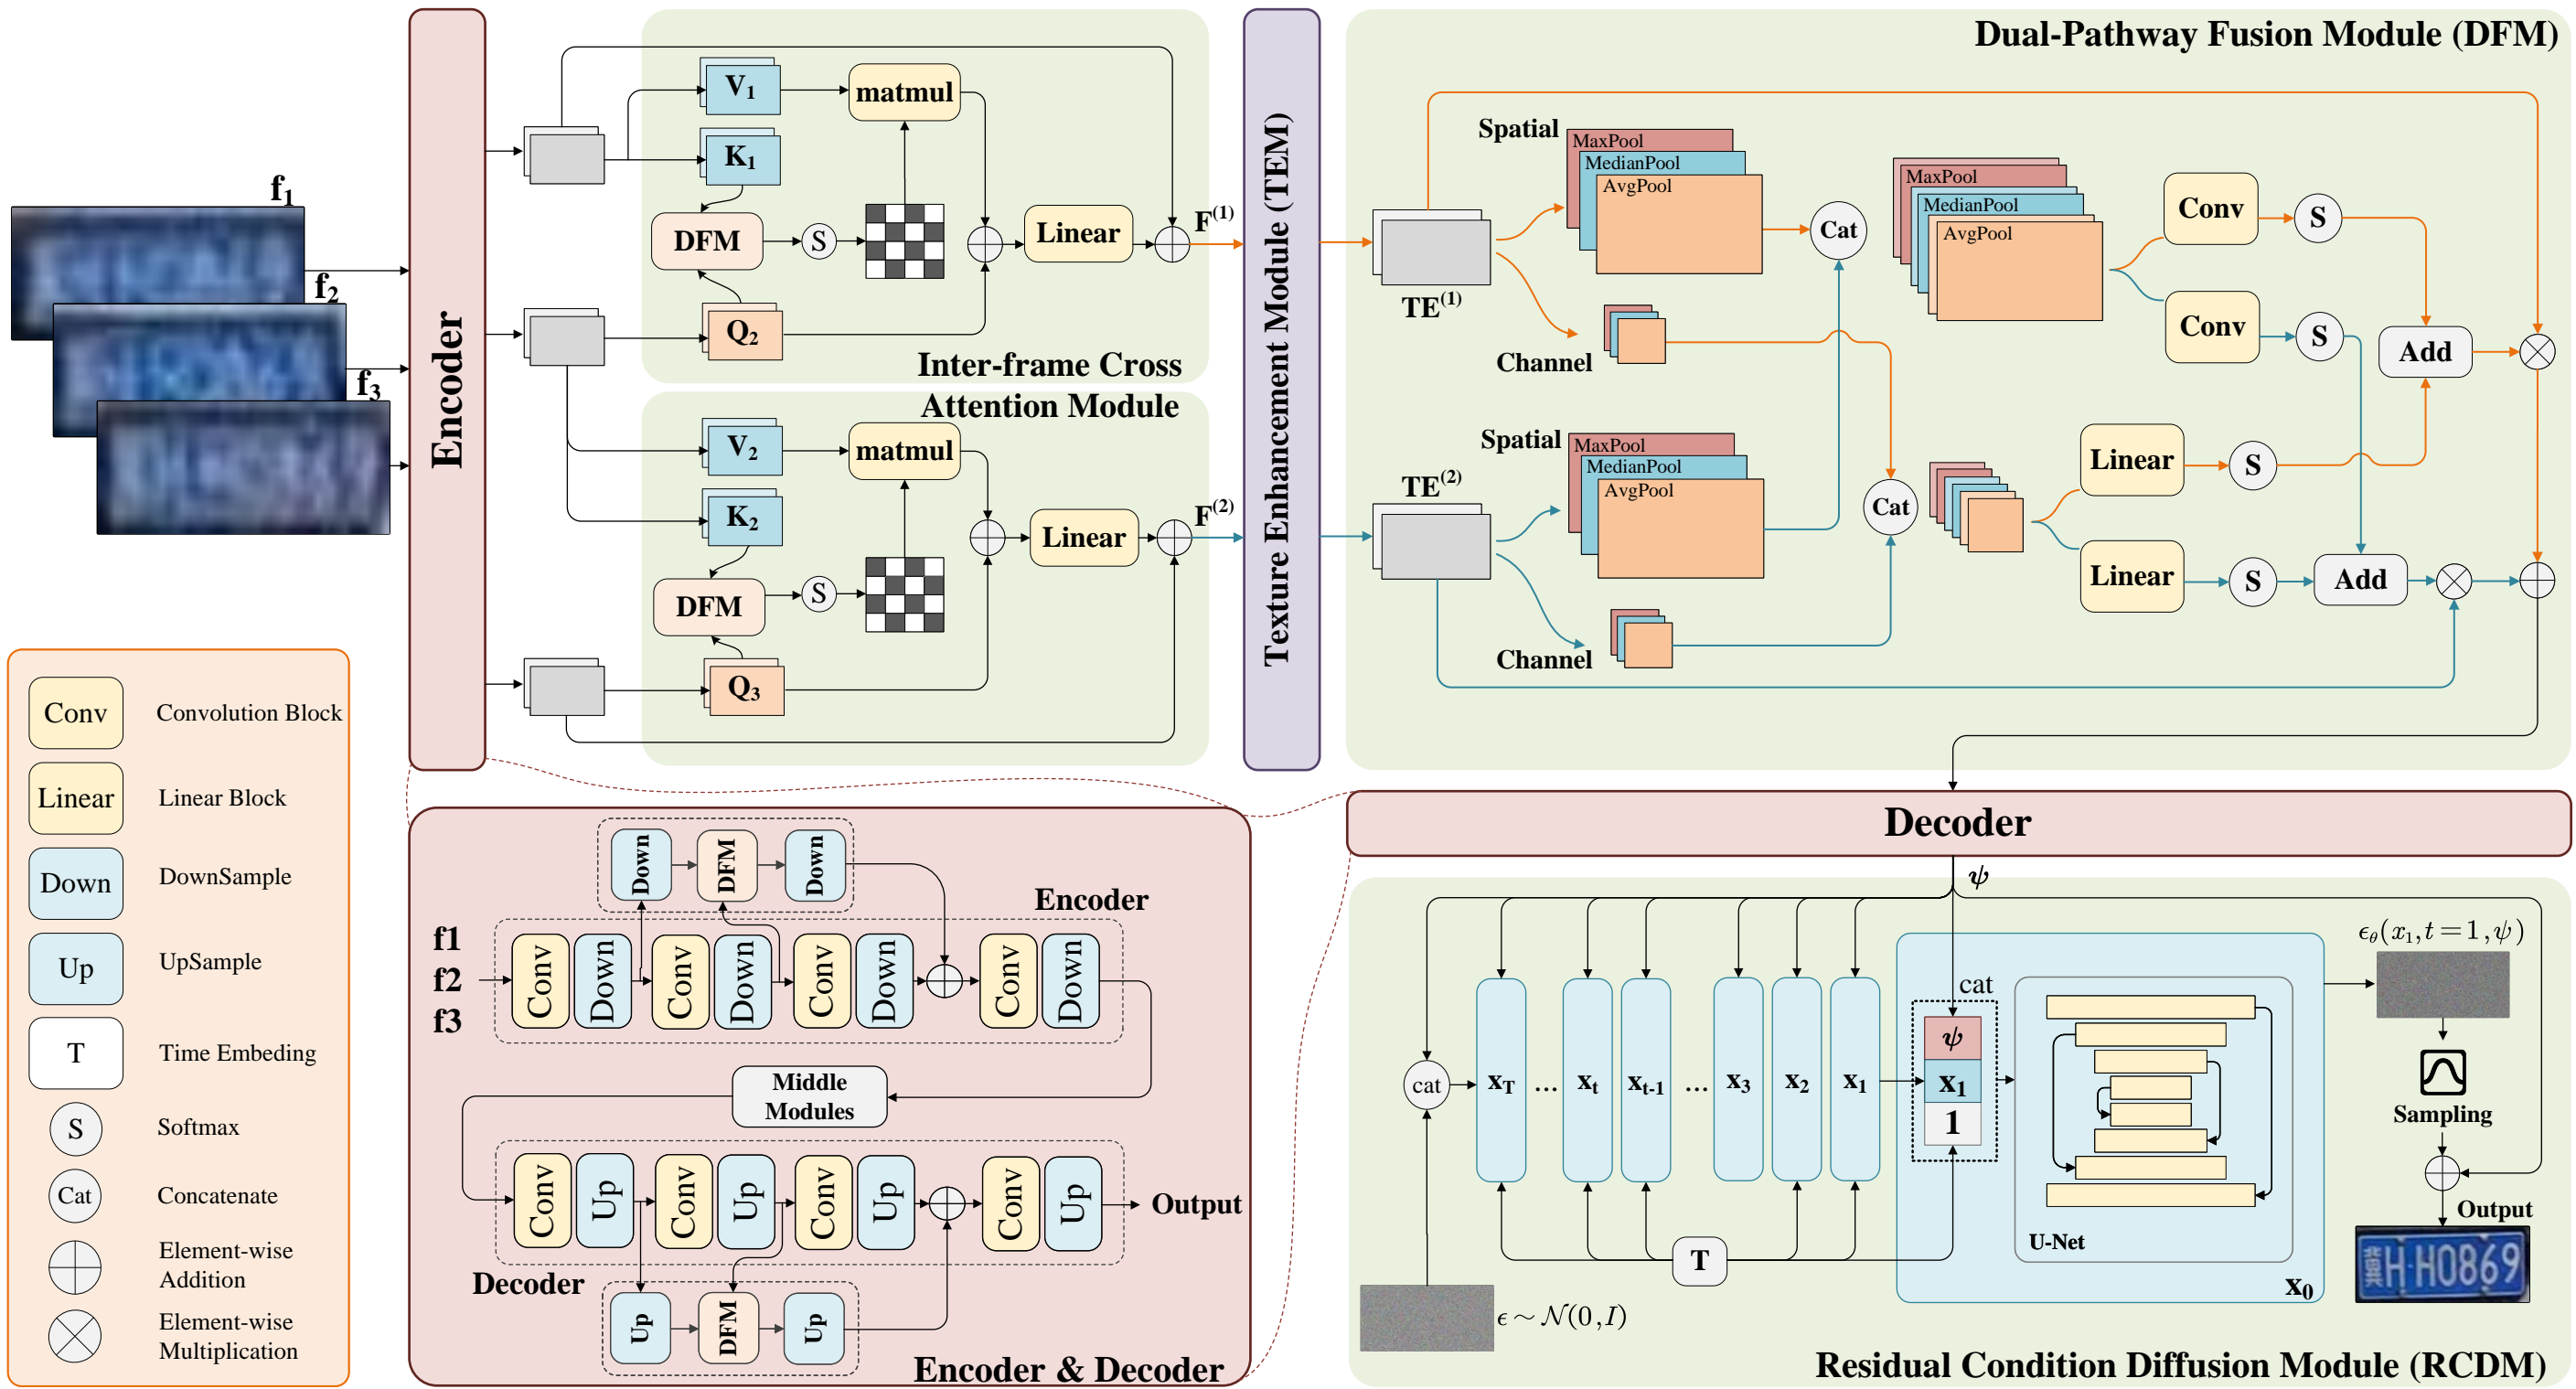 f1
f2
f3
Encoder
V1
K1
matmul
DFM
S
Linear
Q2
F(1)
Inter-frame Cross
Attention Module
V2
K2
matmul
DFM
S
Linear
Q3
F(2)
Texture Enhancement Module (TEM)
Dual-Pathway Fusion Module (DFM)
TE(1)
Spatial
MaxPool
MedianPool
AvgPool
Channel
Cat
TE(2)
Spatial
MaxPool
MedianPool
AvgPool
Channel
Cat
MaxPool
MedianPool
AvgPool
Conv
S
Conv
S
Add
Linear
S
Linear
S
Add
Conv
Convolution Block
Linear
Linear Block
Down
DownSample
Up
UpSample
T
Time Embeding
S
Softmax
Cat
Concatenate
Element-wise
Addition
Element-wise
Multiplication
Down
DFM
Down
Encoder
f1
f2
f3
Conv
Down
Conv
Down
Conv
Down
Conv
Down
Middle
Modules
Conv
Up
Conv
Up
Conv
Up
Conv
Up
Output
Decoder
Up
DFM
Up
Encoder & Decoder
Decoder
ψ
cat
xT
...
xt
xt-1
...
x3
x2
x1
cat
ψ
x1
1
T
U-Net
x0
ϵ ~ N(0,I)
ϵθ(x1,t=1,ψ)
Sampling
Output
H·H0869
Residual Condition Diffusion Module (RCDM)